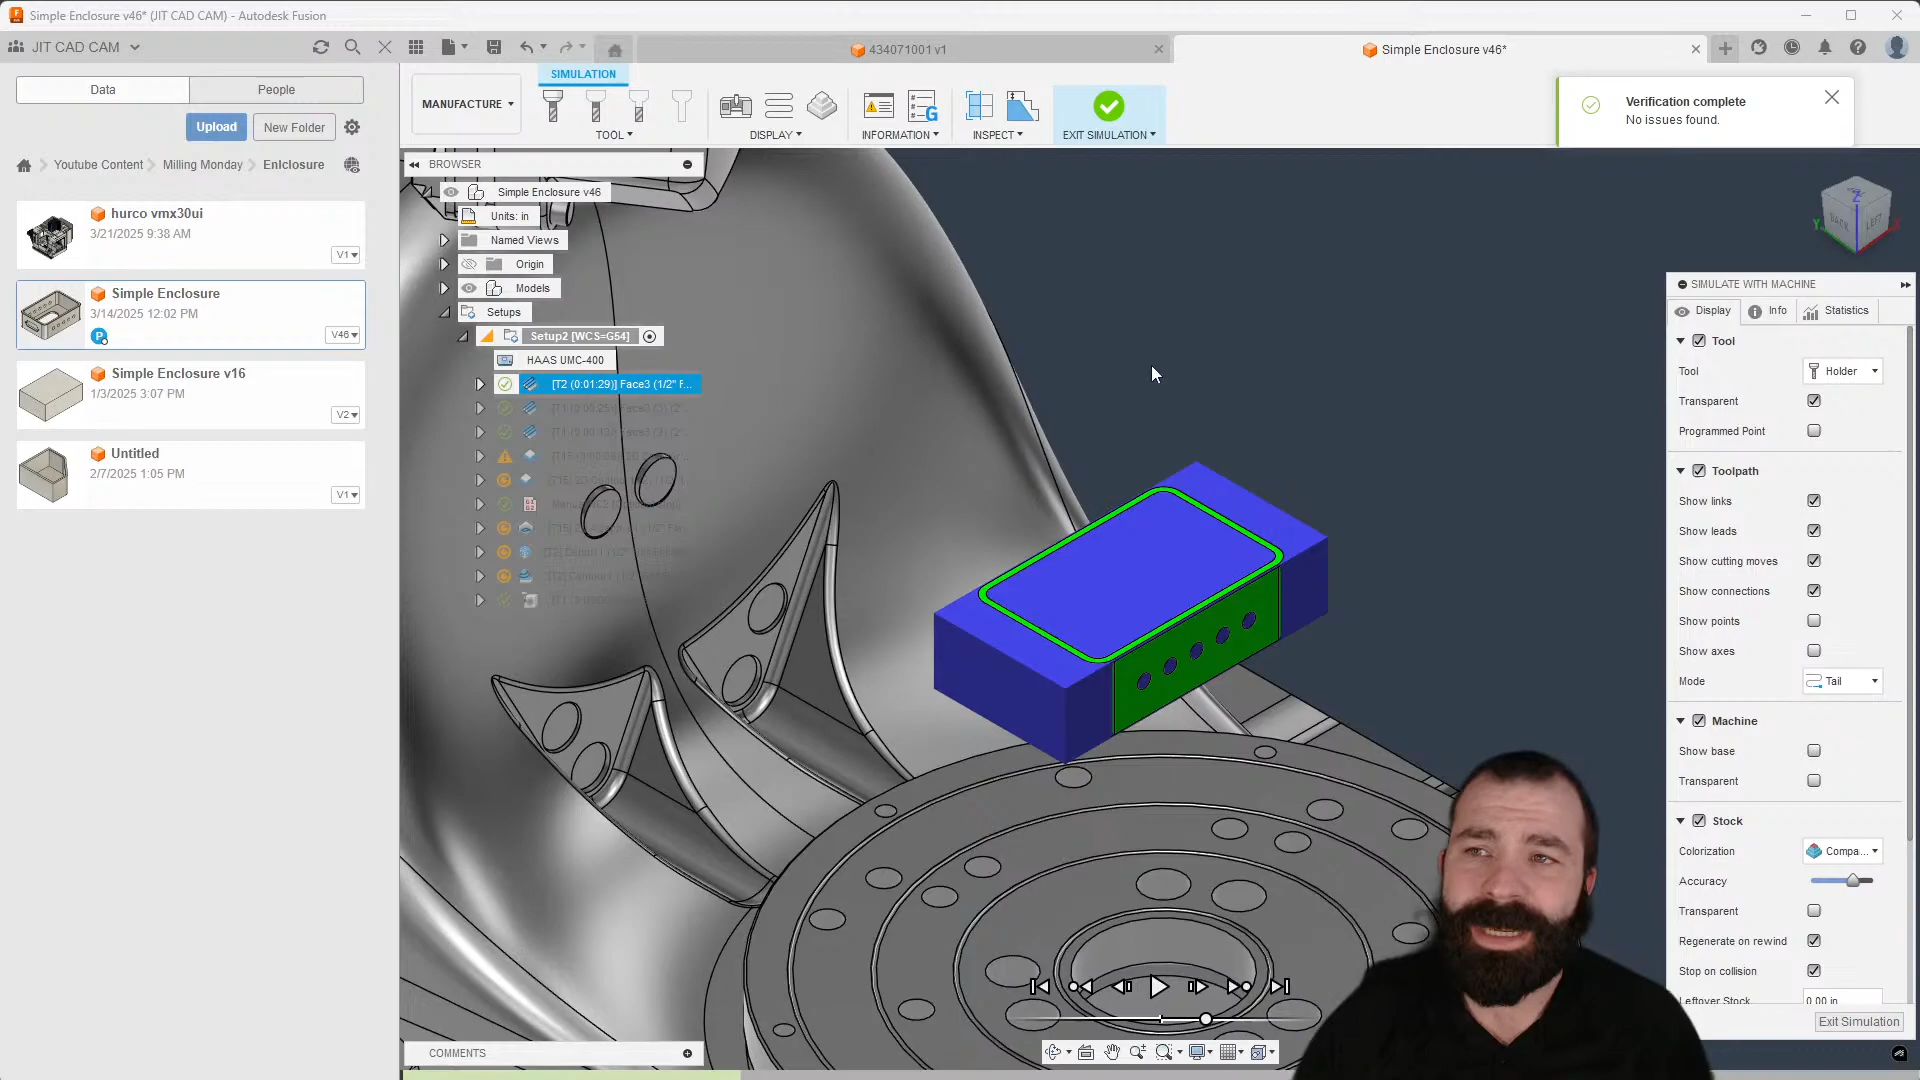 Simple Enclosure v46* (JIT CAD CAM) - Autodesk Fusion
JIT CAD CAM
434071001 v1
Simple Enclosure v46*
Data
People
Upload
New Folder
Youtube Content
Milling Monday
Enlclosure
hurco vmx30ui
3/21/2025 9:38 AM
V1
Simple Enclosure
3/14/2025 12:02 PM
V46
Simple Enclosure v16
1/3/2025 3:07 PM
V2
Untitled
2/7/2025 1:05 PM
V1
MANUFACTURE
SIMULATION
TOOL
DISPLAY
INFORMATION
INSPECT
EXIT SIMULATION
Verification complete
No issues found.
BROWSER
Simple Enclosure v46
Units: in
Named Views
Origin
Models
Setups
Setup2 [WCS=G54]
HAAS UMC-400
[T2 (0:01:29)] Face3 (1/2" F...
COMMENTS
BACK
LEFT
Z
Y
X
SIMULATE WITH MACHINE
Display
Info
Statistics
Tool
Tool
Holder
Transparent
Programmed Point
Toolpath
Show links
Show leads
Show cutting moves
Show connections
Show points
Show axes
Mode
Tail
Machine
Show base
Transparent
Stock
Colorization
Compa...
Accuracy
Transparent
Regenerate on rewind
Stop on collision
Leftover Stock
0.00 in
Exit Simulation